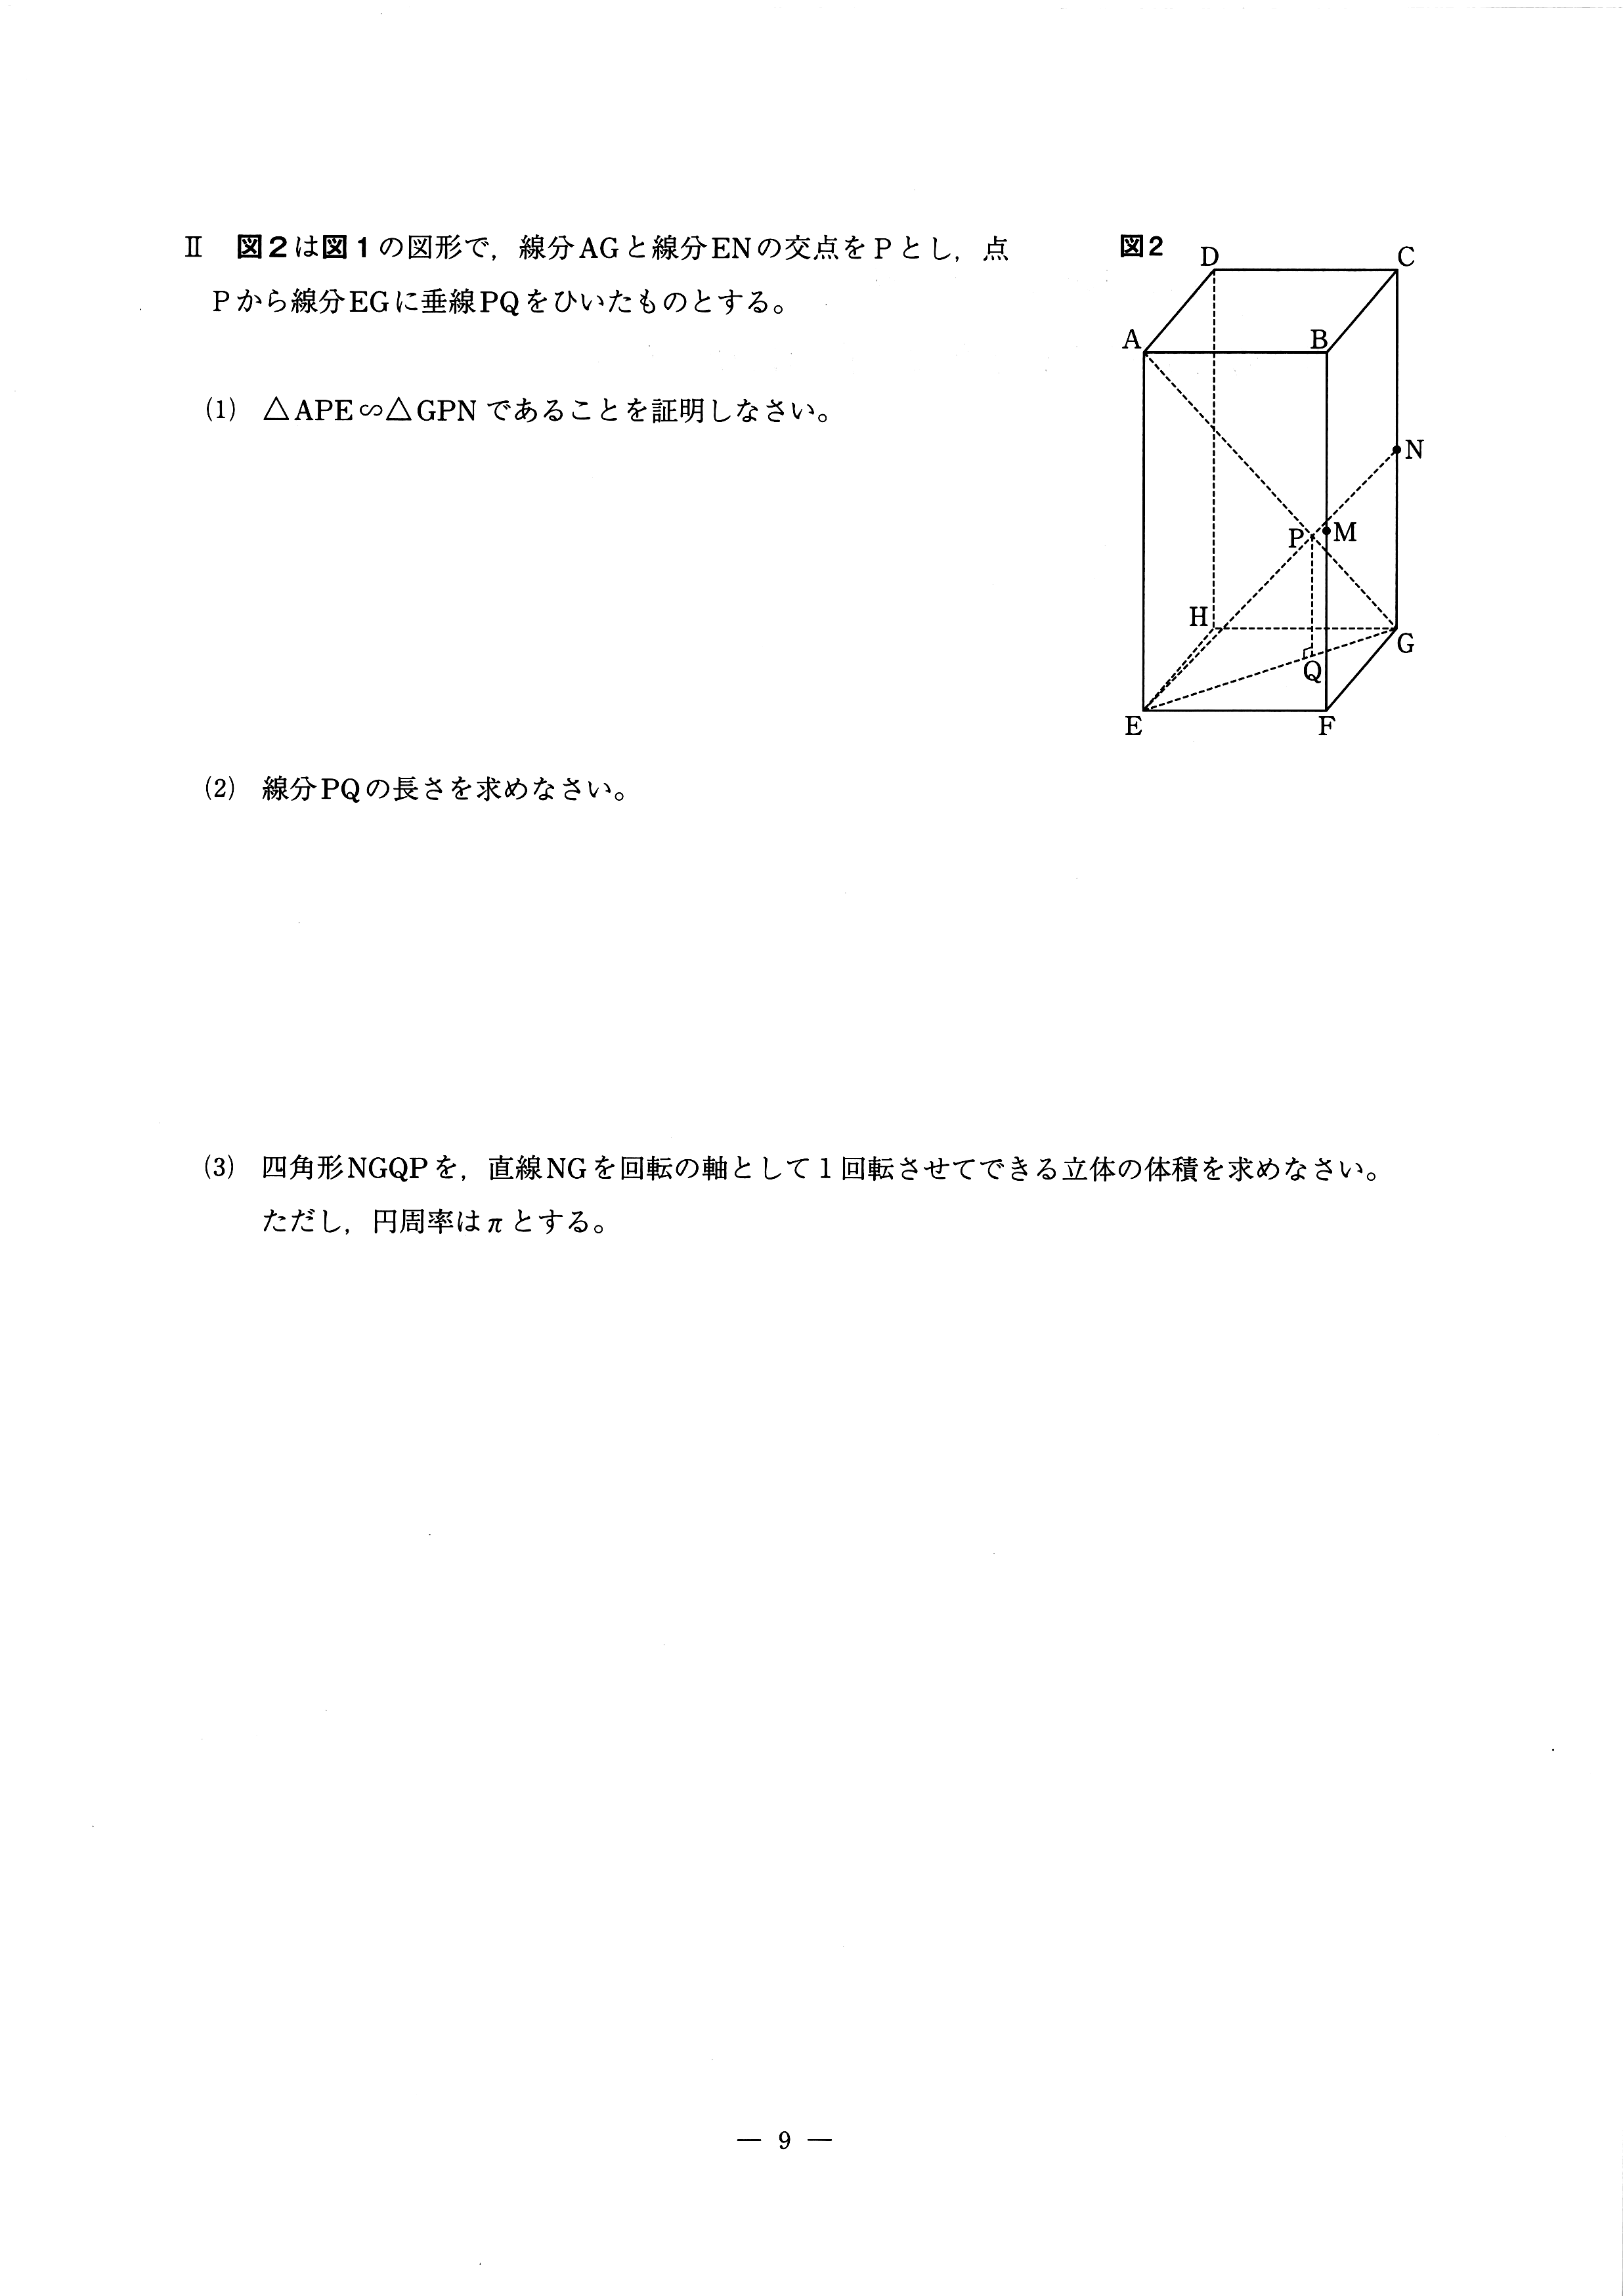 Ⅱ 図2は図1の図形で，線分AGと線分ENの交点をPとし，点
Pから線分EGに垂線PQをひいたものとする。
図2
D
C
A
B
N
P
M
H
G
Q
E
F
(1) △APE∽△GPN であることを証明しなさい。
(2) 線分PQの長さを求めなさい。
(3) 四角形NGQPを，直線NGを回転の軸として1回転させてできる立体の体積を求めなさい。
ただし，円周率はπとする。
― 9 ―